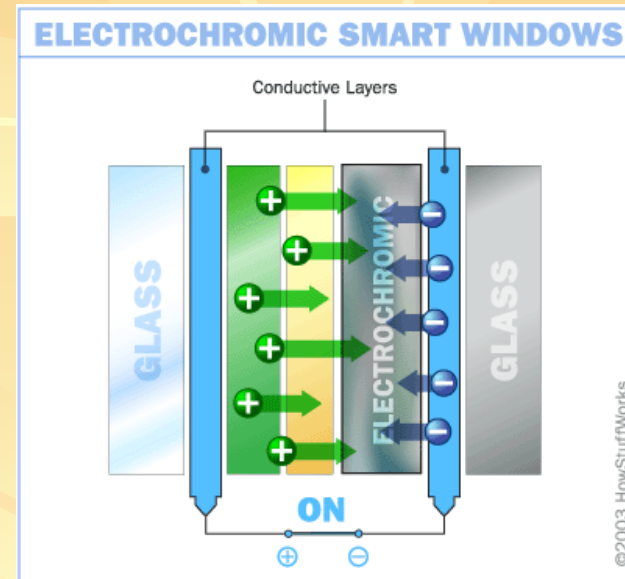 ELECTROCHROMIC SMART WINDOWS
Conductive Layers
GLASS
ELECTROCHROMIC
GLASS
ON
©2003 HowStuffWorks